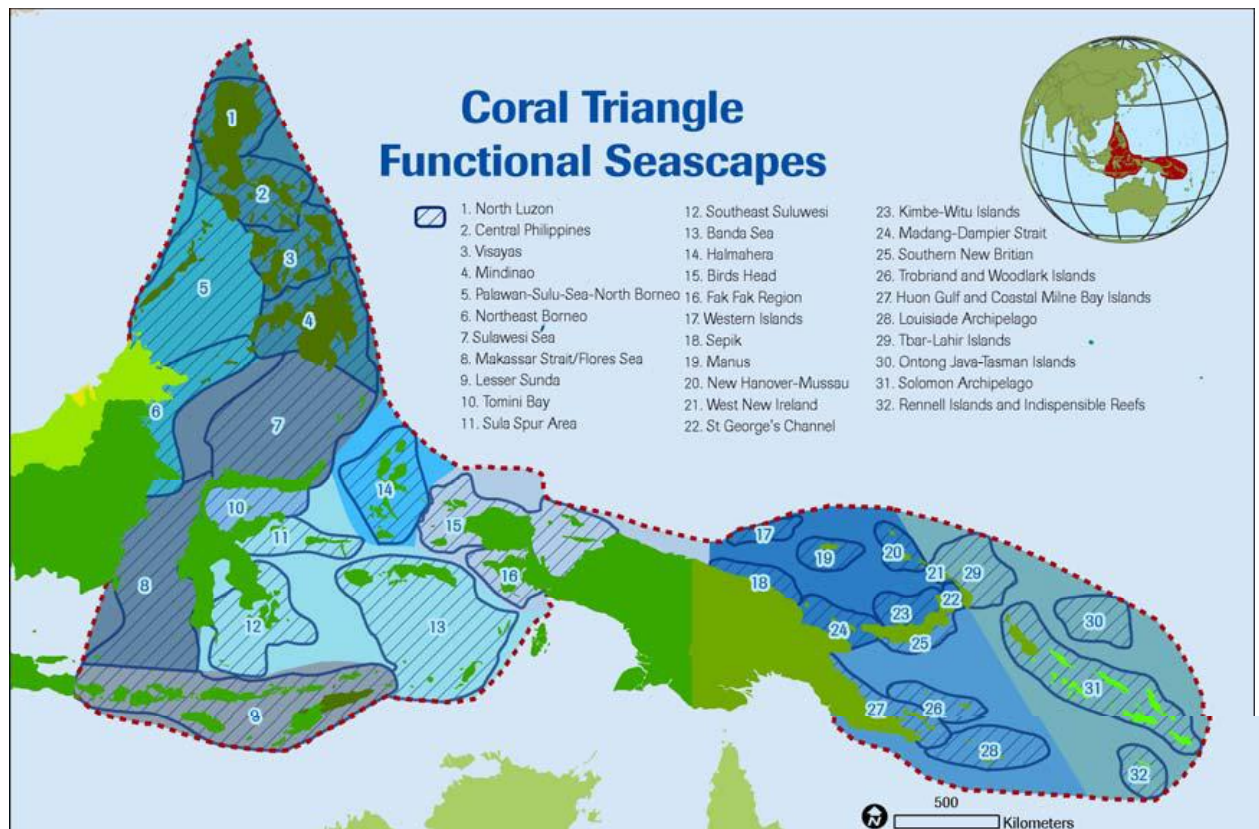 Coral Triangle
Functional Seascapes
1. North Luzon
2. Central Philippines
3. Visayas
4. Mindinao
5. Palawan-Sulu-Sea-North Borneo
6. Northeast Borneo
7. Sulawesi Sea
8. Makassar Strait/Flores Sea
9. Lesser Sunda
10. Tomini Bay
11. Sula Spur Area
12. Southeast Suluwesi
13. Banda Sea
14. Halmahera
15. Birds Head
16. Fak Fak Region
17. Western Islands
18. Sepik
19. Manus
20. New Hanover-Mussau
21. West New Ireland
22. St George's Channel
23. Kimbe-Witu Islands
24. Madang-Dampier Strait
25. Southern New Britian
26. Trobriand and Woodlark Islands
27. Huon Gulf and Coastal Milne Bay Islands
28. Louisiade Archipelago
29. Tbar-Lahir Islands
30. Ontong Java-Tasman Islands
31. Solomon Archipelago
32. Rennell Islands and Indispensible Reefs
1
2
3
4
5
6
7
8
9
10
11
12
13
14
15
16
17
18
19
20
21
22
23
24
25
26
27
28
29
30
31
32
N
500
Kilometers